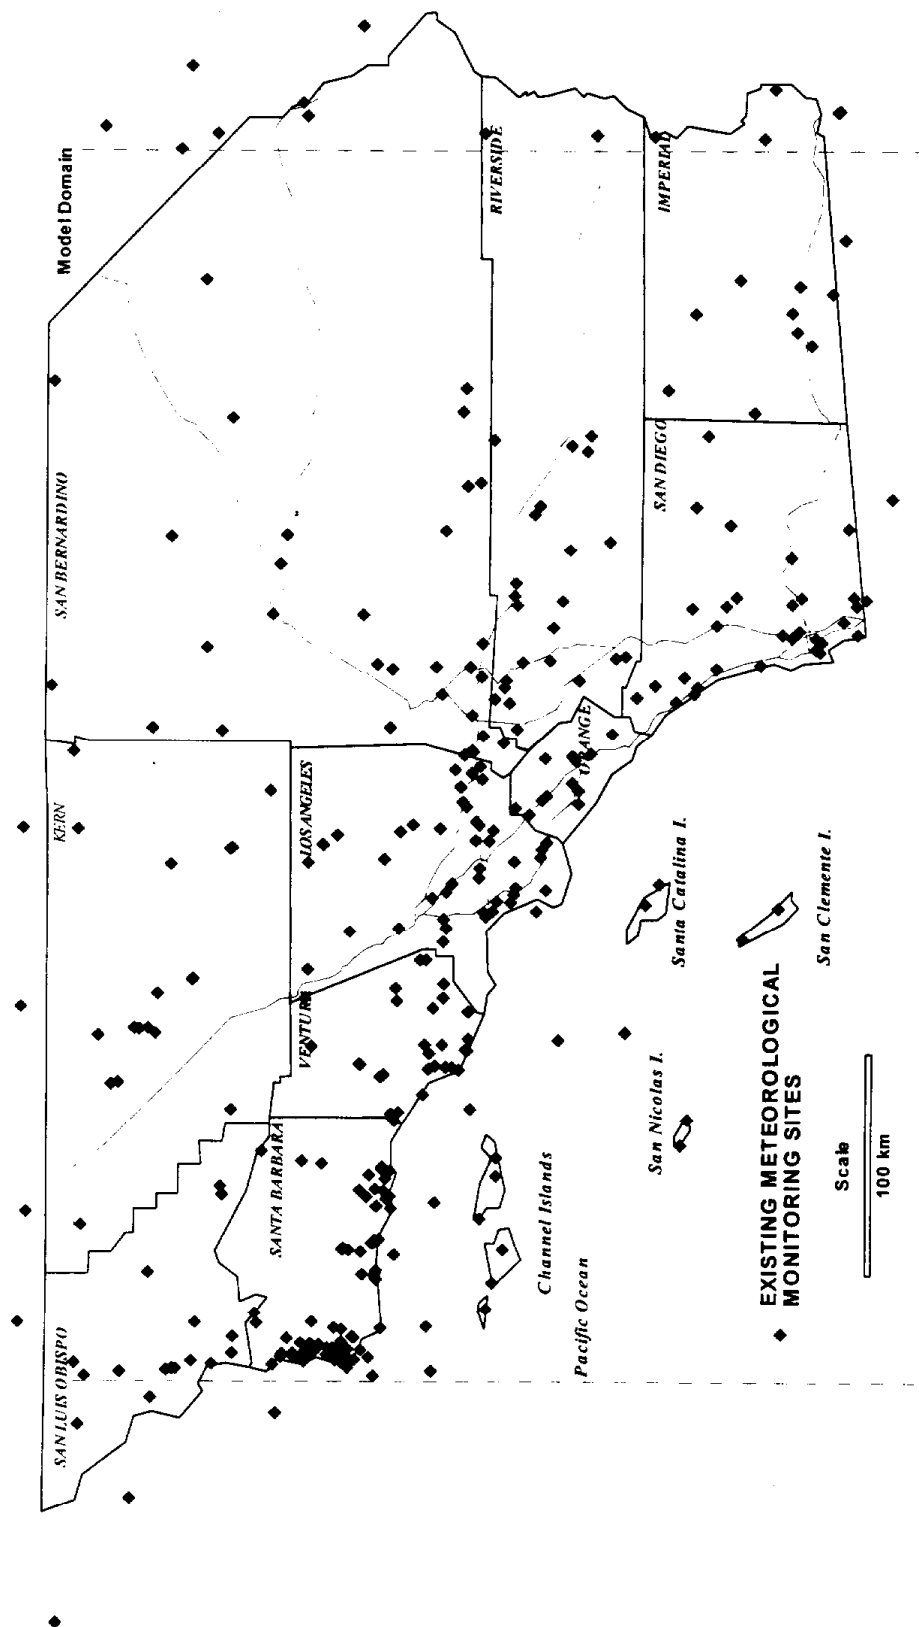 Model Domain
SAN LUIS OBISPO
KERN
SAN BERNARDINO
SANTA BARBARA
VENTURA
LOS ANGELES
ORANGE
RIVERSIDE
SAN DIEGO
IMPERIAL
Channel Islands
Pacific Ocean
San Nicolas I.
Santa Catalina I.
San Clemente I.
EXISTING METEOROLOGICAL
MONITORING SITES
Scale
100 km